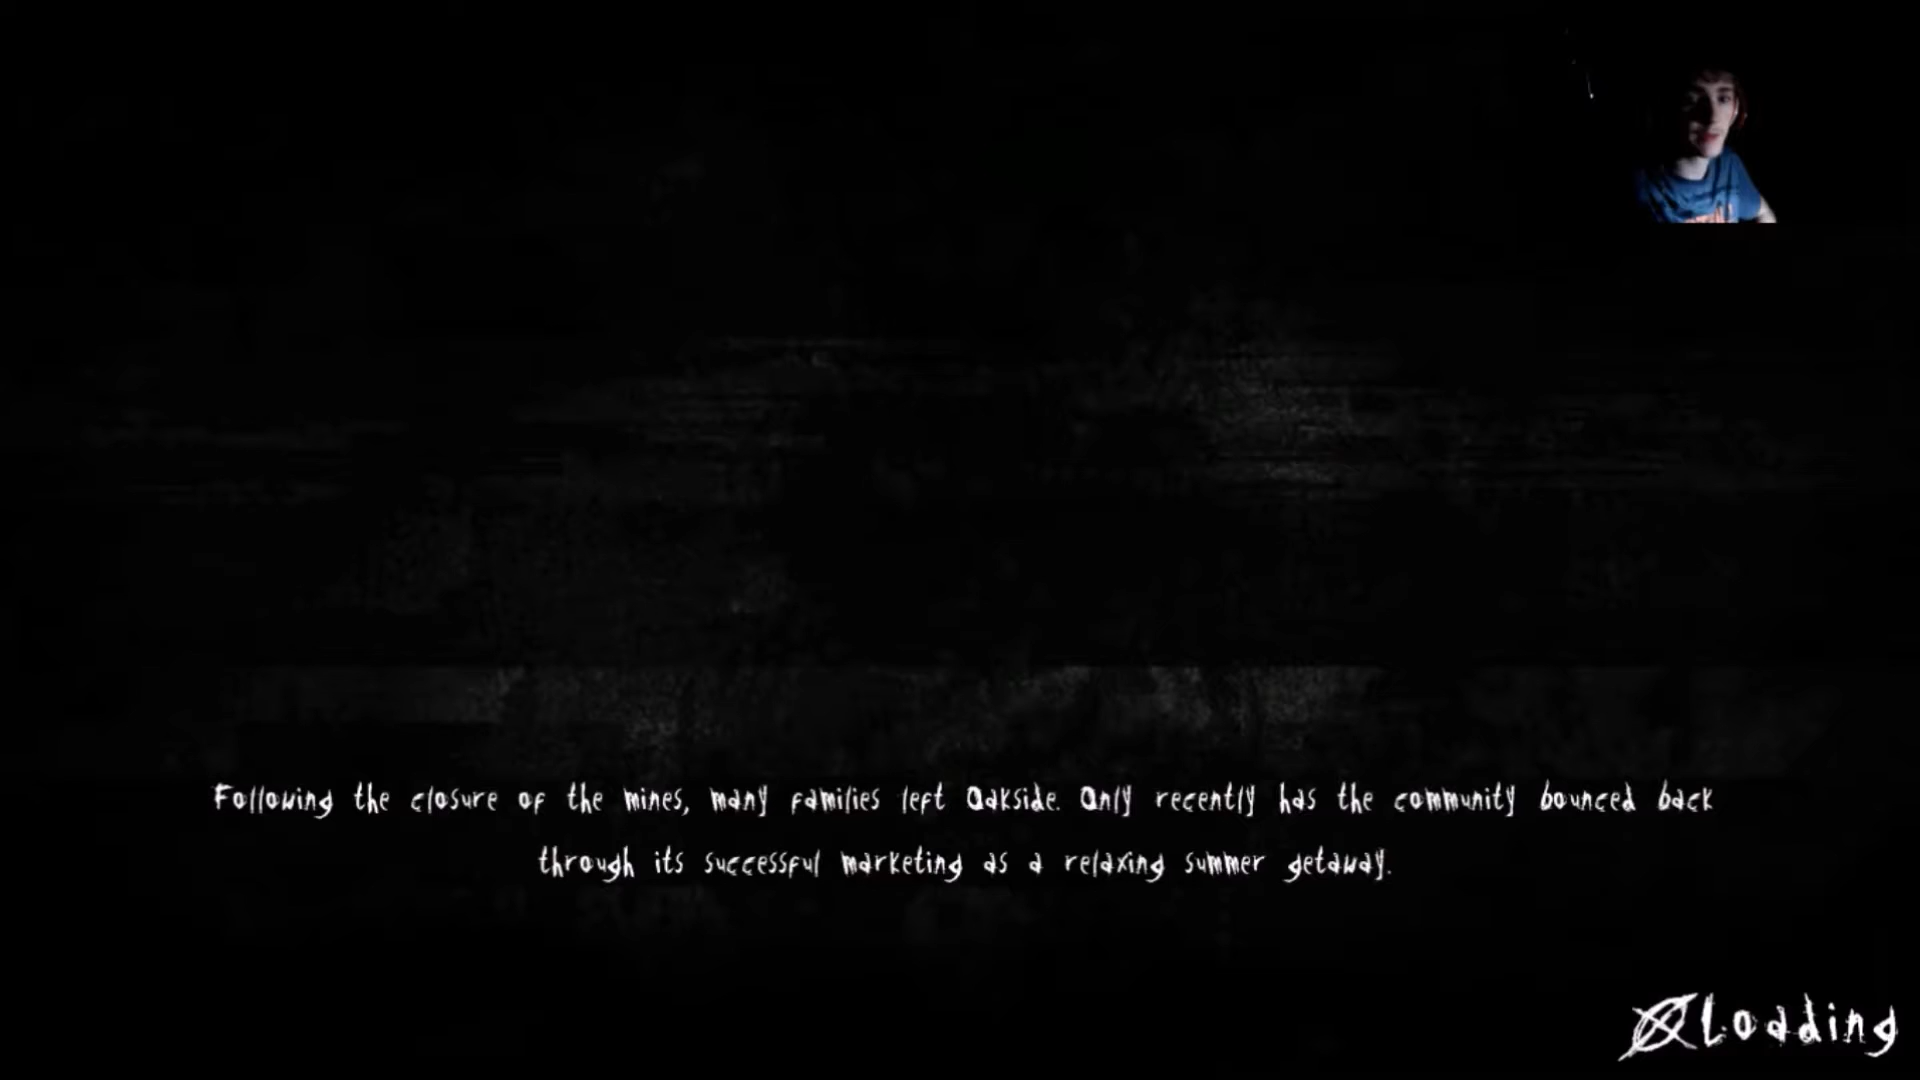 Following the closure of the mines, many families left Oakside. Only recently has the community bounced back
through its successful marketing as a relaxing summer getaway.
Loading